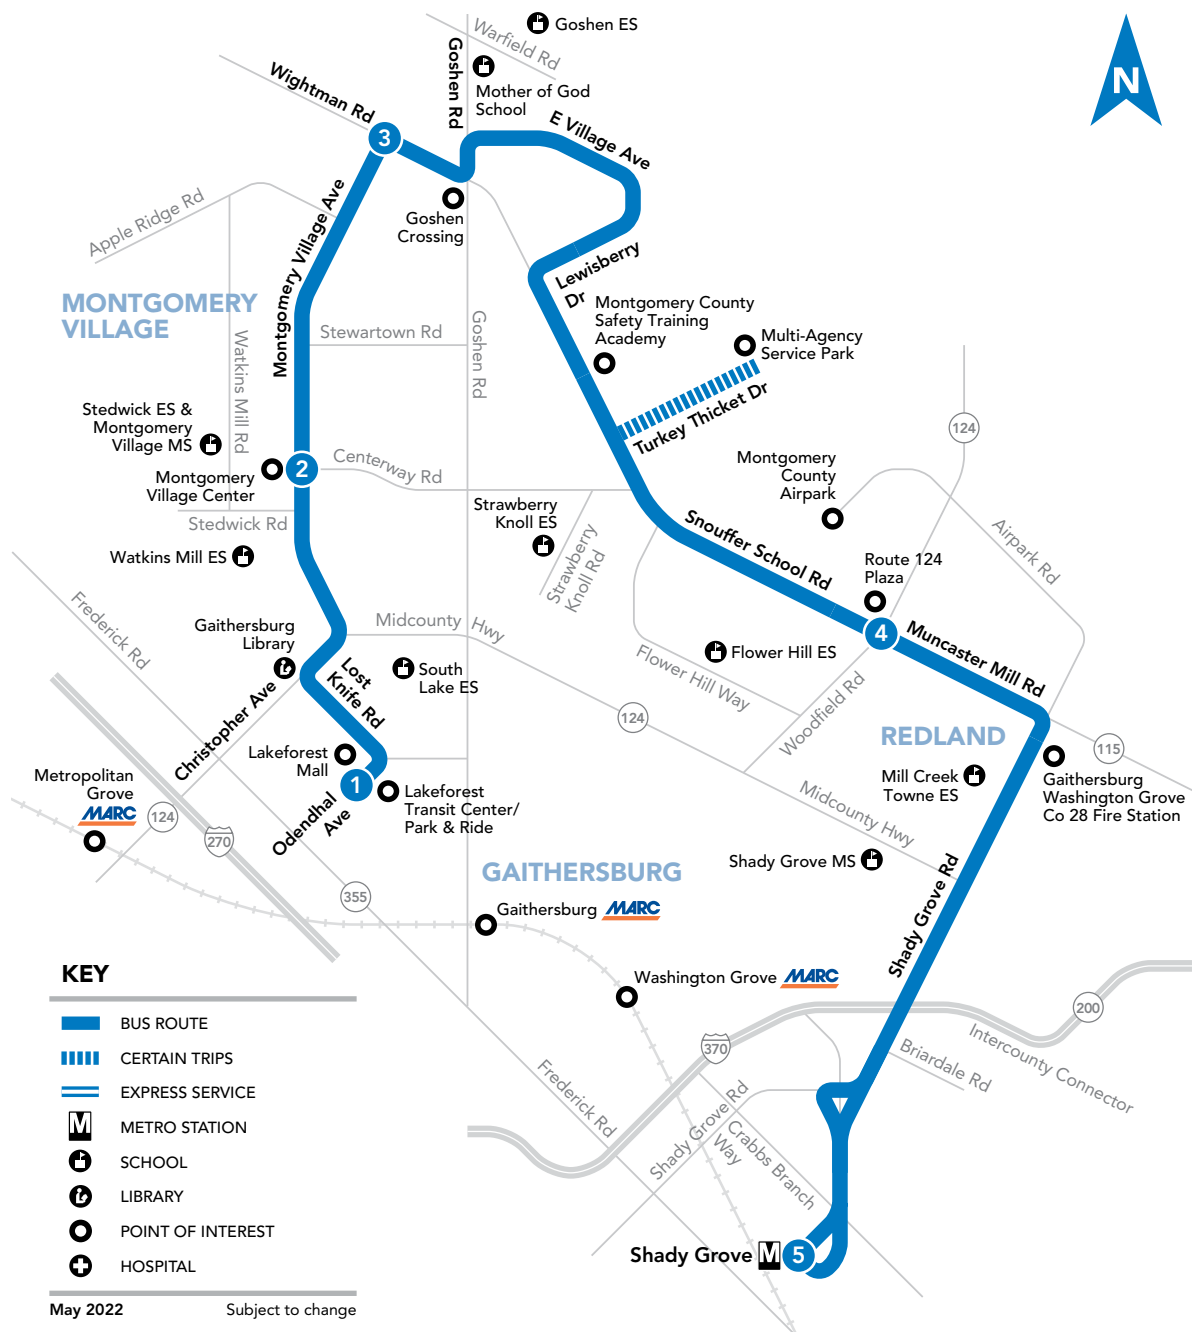 Goshen ES
Warfield Rd
Goshen Rd
Mother of God
School
N
Wightman Rd
3
E Village Ave
Goshen
Crossing
Apple Ridge Rd
Montgomery Village Ave
Lewisberry
Dr
MONTGOMERY
VILLAGE
Montgomery County
Safety Training
Academy
Multi-Agency
Service Park
Stewartown Rd
Goshen Rd
Watkins Mill Rd
Turkey Thicket Dr
Stedwick ES &
Montgomery
Village MS
124
2
Montgomery
Village Center
Centerway Rd
Montgomery
County
Airpark
Stedwick Rd
Strawberry
Knoll ES
Snouffer School Rd
Airpark Rd
Watkins Mill ES
Strawberry
Knoll Rd
Route 124
Plaza
Frederick Rd
Gaithersburg
Library
Midcounty Hwy
4
Muncaster Mill Rd
Flower Hill ES
Flower Hill Way
South
Lake ES
Lost
Knife Rd
Christopher Ave
124
Woodfield Rd
REDLAND
115
Lakeforest
Mall
1
Metropolitan
Grove
MARC
Lakeforest
Transit Center/
Park & Ride
Odendhal
Ave
Mill Creek
Towne ES
Gaithersburg
Washington Grove
Co 28 Fire Station
Midcounty Hwy
124
270
Shady Grove MS
GAITHERSBURG
355
Gaithersburg MARC
Shady Grove Rd
Washington Grove MARC
KEY
BUS ROUTE
CERTAIN TRIPS
EXPRESS SERVICE
M METRO STATION
SCHOOL
LIBRARY
POINT OF INTEREST
HOSPITAL
May 2022 Subject to change
200
370
Intercounty Connector
Briardale Rd
Frederick Rd
Shady Grove Rd
Crabbs Branch
Way
Shady Grove M 5